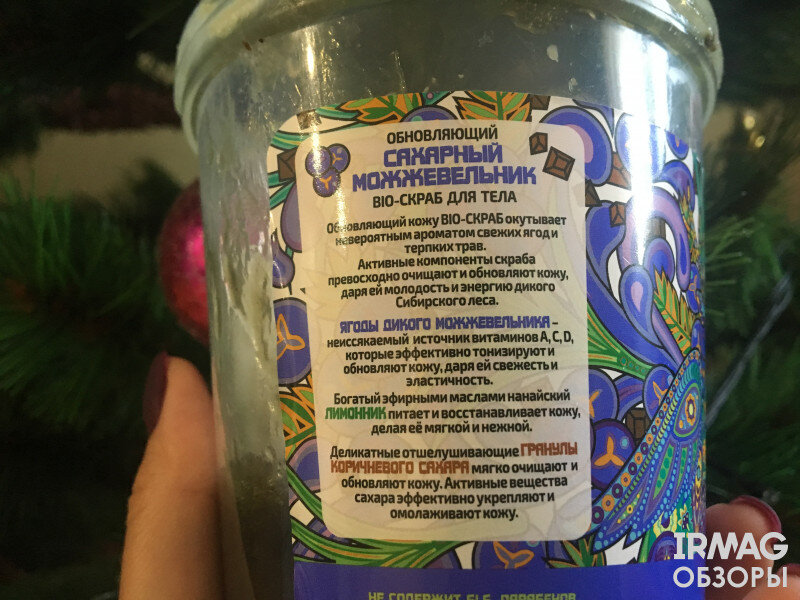 ОБНОВЛЯЮЩИЙ
САХАРНЫЙ
МОЖЖЕВЕЛЬНИК
BIO-СКРАБ ДЛЯ ТЕЛА
Обновляющий кожу BIO-СКРАБ окутывает
невероятным ароматом свежих ягод и
терпких трав.
Активные компоненты скраба
превосходно очищают и обновляют кожу,
даря ей молодость и энергию дикого
Сибирского леса.
ЯГОДЫ ДИКОГО МОЖЖЕВЕЛЬНИКА –
неиссякаемый источник витаминов А, С, D,
которые эффективно тонизируют и
обновляют кожу, даря ей свежесть и
эластичность.
Богатый эфирными маслами нанайский
ЛИМОННИК питает и восстанавливает кожу,
делая её мягкой и нежной.
Деликатные отшелушивающие ГРАНУЛЫ
КОРИЧНЕВОГО САХАРА мягко очищают и
обновляют кожу. Активные вещества
сахара эффективно укрепляют и
омолаживают кожу.
НЕ СОДЕРЖИТ SLS, ПАРАБЕНОВ
IRMAG
ОБЗОРЫ